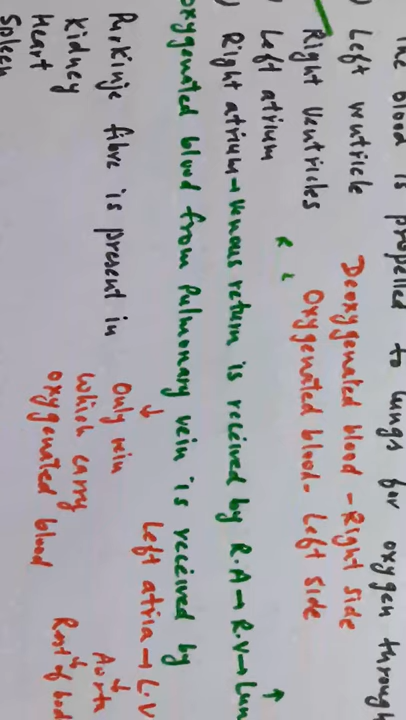 The blood is propelled to lungs for oxygen through
Left ventricle
Deoxygenated blood - Right side
Right Ventricles
Oxygenated blood - Left side
R L
Left atrium
Right atrium → Venous return is received by R.A → R.V → Lun
↑
oxygenated blood from Pulmonary vein is received by
↓
Only vein
which carry
oxygenated blood
Left atria → L.V
↓
Aorta
↓
Rest of bod
Purkinje fibre is present in
Kidney
Heart
Spleen